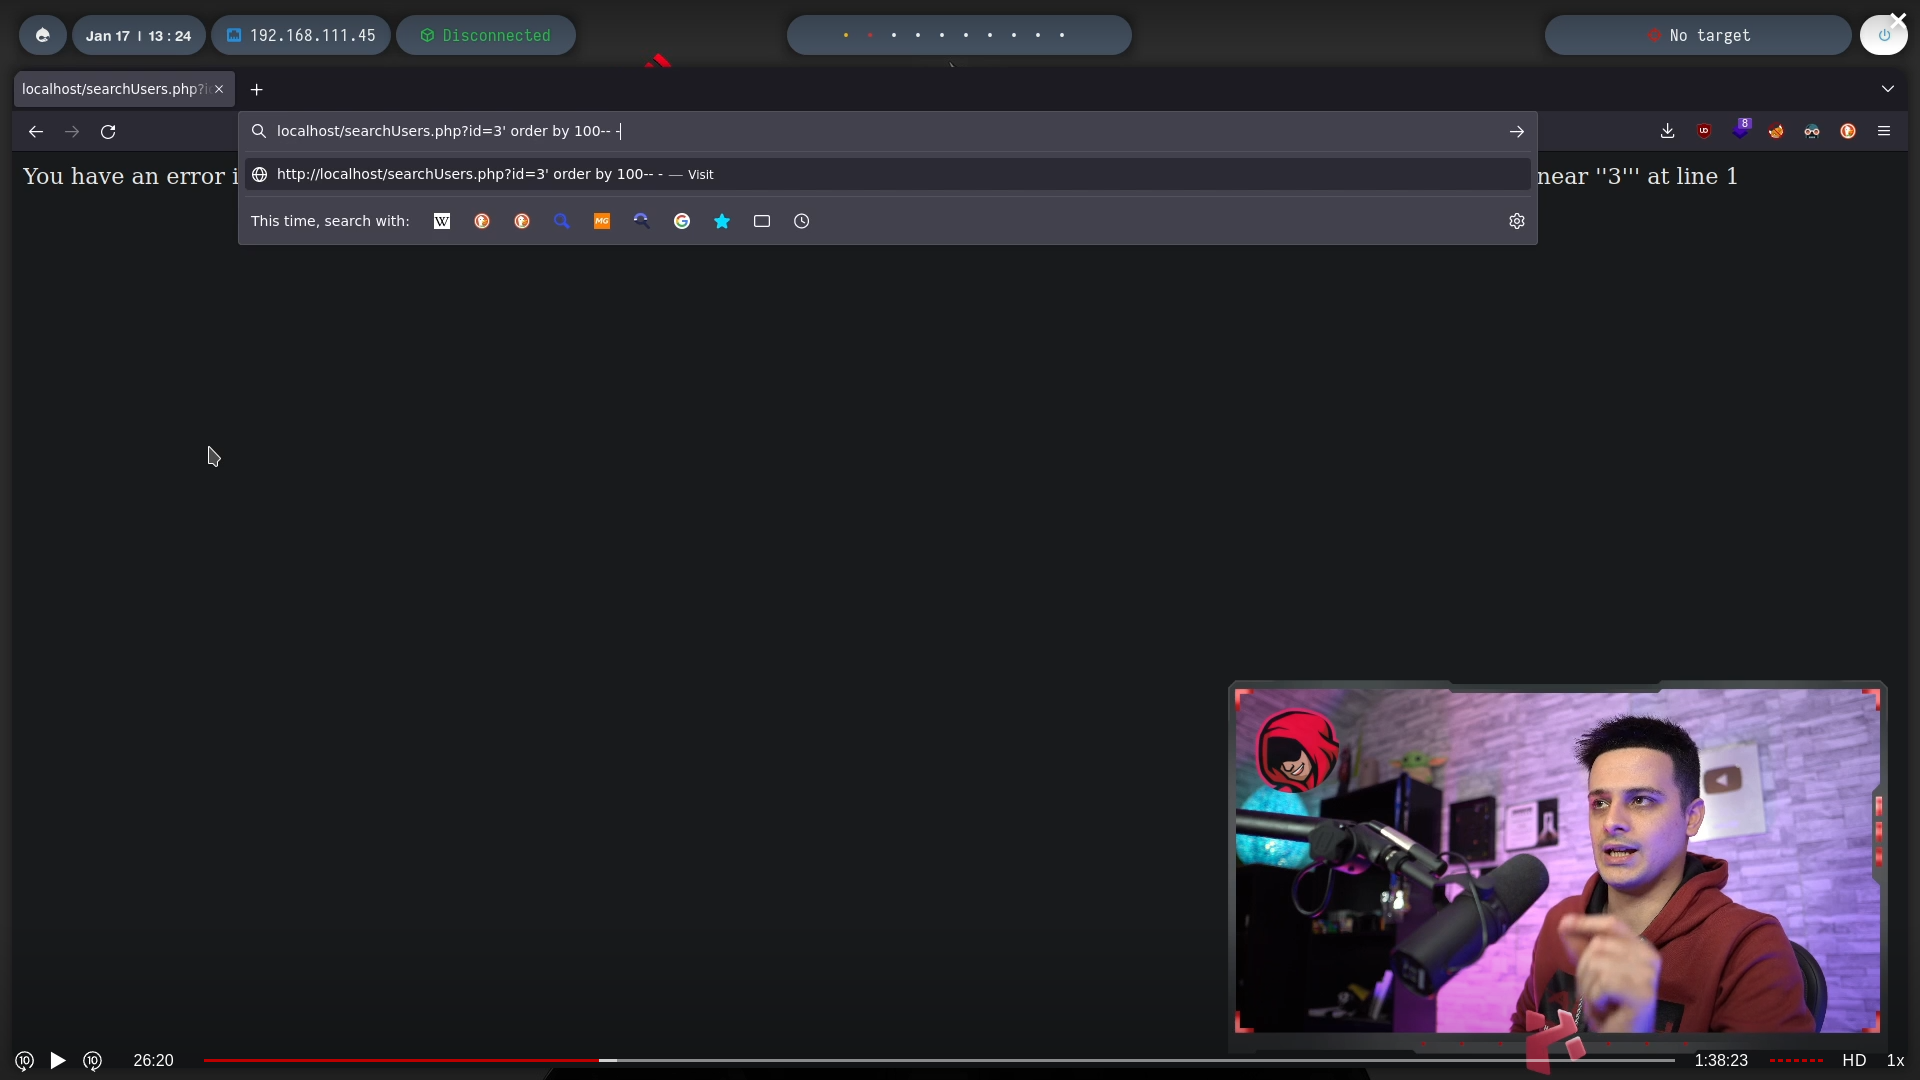 Jan 17 | 13 : 24
192.168.111.45
Disconnected
No target
localhost/searchUsers.php?i
localhost/searchUsers.php?id=3' order by 100-- -
8
You have an error i
http://localhost/searchUsers.php?id=3' order by 100-- - — Visit
near ''3''' at line 1
This time, search with:
W
MG
G
10
10
26:20
1:38:23
HD
1x